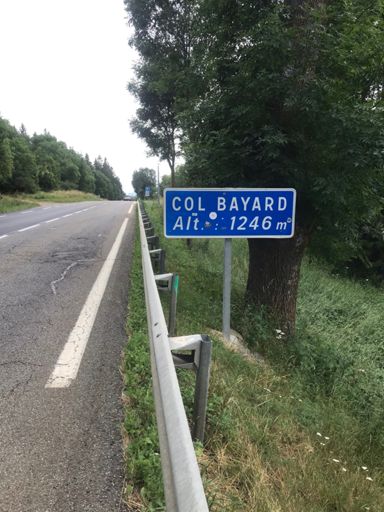 COL BAYARD
Alt. : 1246 m